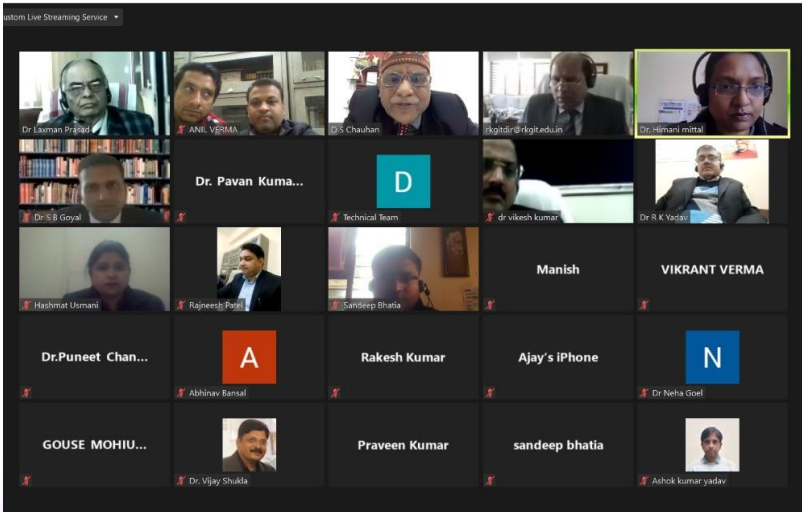 ustom Live Streaming Service
Dr Laxman Prasad
ANIL VERMA
D S Chauhan
rkgitdir@rkgit.edu.in
Dr. Himani mittal
Dr S B Goyal
Dr. Pavan Kuma...
D
Technical Team
dr vikesh kumar
Dr R K Yadav
Hashmat Usmani
Rajneesh Patel
Sandeep Bhatia
Manish
VIKRANT VERMA
Dr.Puneet Chan...
A
Abhinav Bansal
Rakesh Kumar
Ajay's iPhone
N
Dr Neha Goel
GOUSE MOHIU...
Dr. Vijay Shukla
Praveen Kumar
sandeep bhatia
Ashok kumar yadav